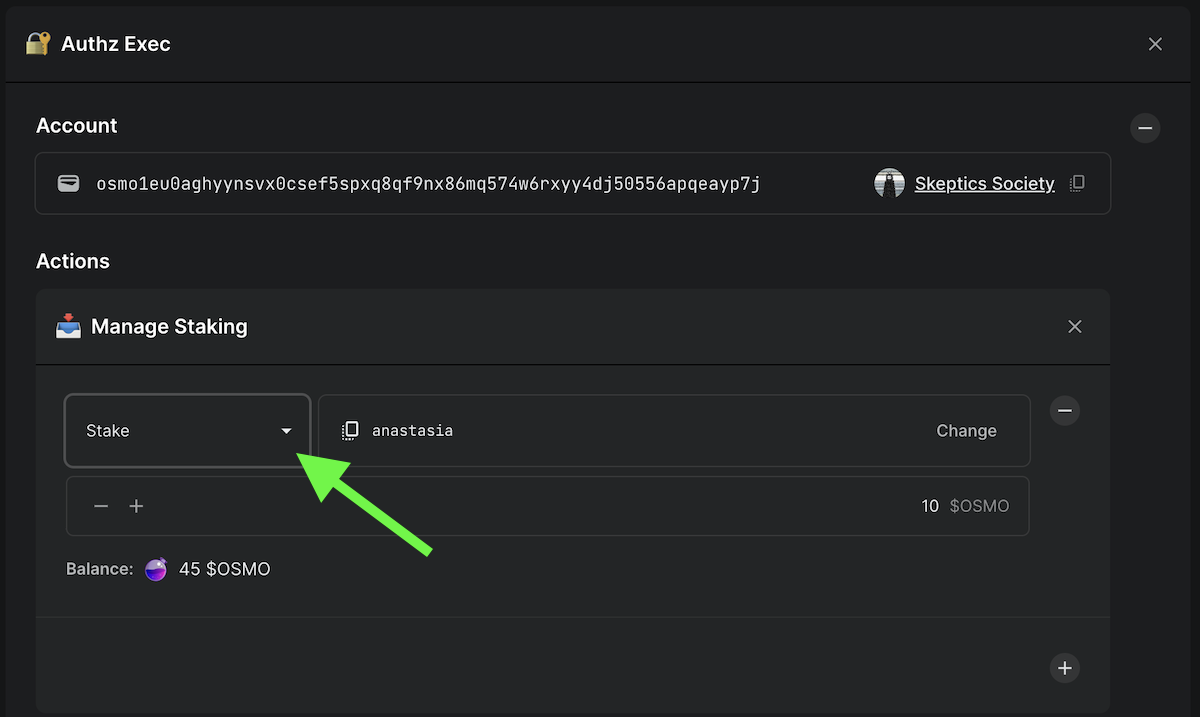 Authz Exec
Account
osmo1eu0aghyynsvx0csef5spxq8qf9nx86mq574w6rxyy4dj50556apqeayp7j Skeptics Society
Actions
Manage Staking
Stake anastasia Change
10 $OSMO
Balance: 45 $OSMO